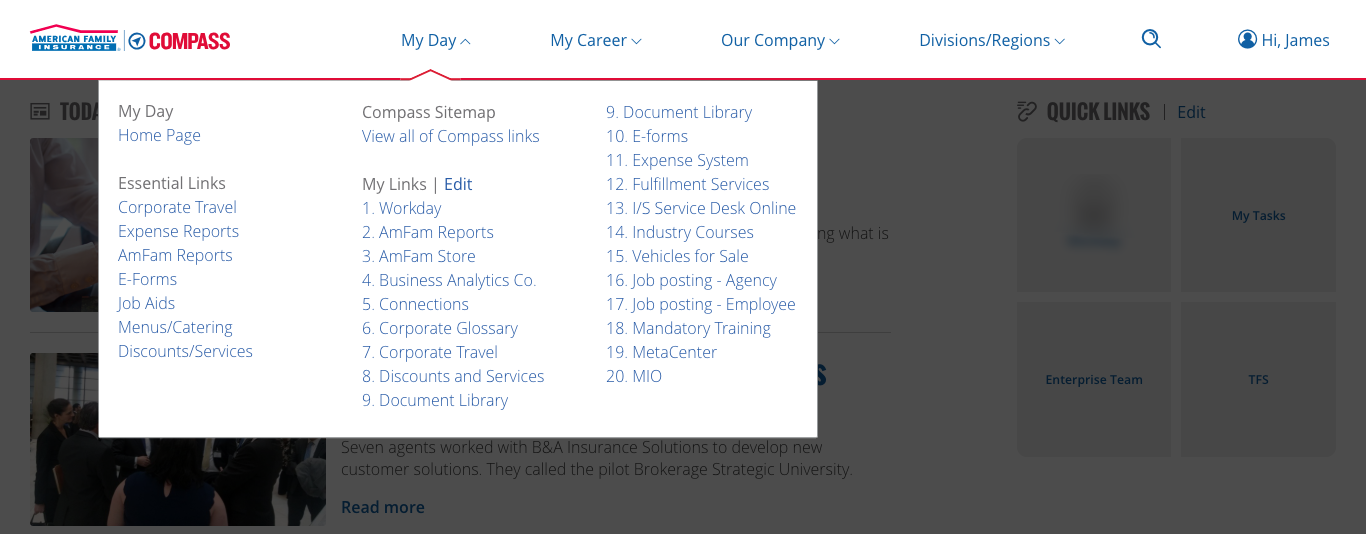 AMERICAN FAMILY
INSURANCE
COMPASS
My Day
My Career
Our Company
Divisions/Regions
Hi, James
My Day
Home Page
Essential Links
Corporate Travel
Expense Reports
AmFam Reports
E-Forms
Job Aids
Menus/Catering
Discounts/Services
Compass Sitemap
View all of Compass links
My Links | Edit
1. Workday
2. AmFam Reports
3. AmFam Store
4. Business Analytics Co.
5. Connections
6. Corporate Glossary
7. Corporate Travel
8. Discounts and Services
9. Document Library
9. Document Library
10. E-forms
11. Expense System
12. Fulfillment Services
13. I/S Service Desk Online
14. Industry Courses
15. Vehicles for Sale
16. Job posting - Agency
17. Job posting - Employee
18. Mandatory Training
19. MetaCenter
20. MIO
TODA
ng what is
S
Seven agents worked with B&A Insurance Solutions to develop new
customer solutions. They called the pilot Brokerage Strategic University.
Read more
QUICK LINKS | Edit
My Tasks
Enterprise Team
TFS